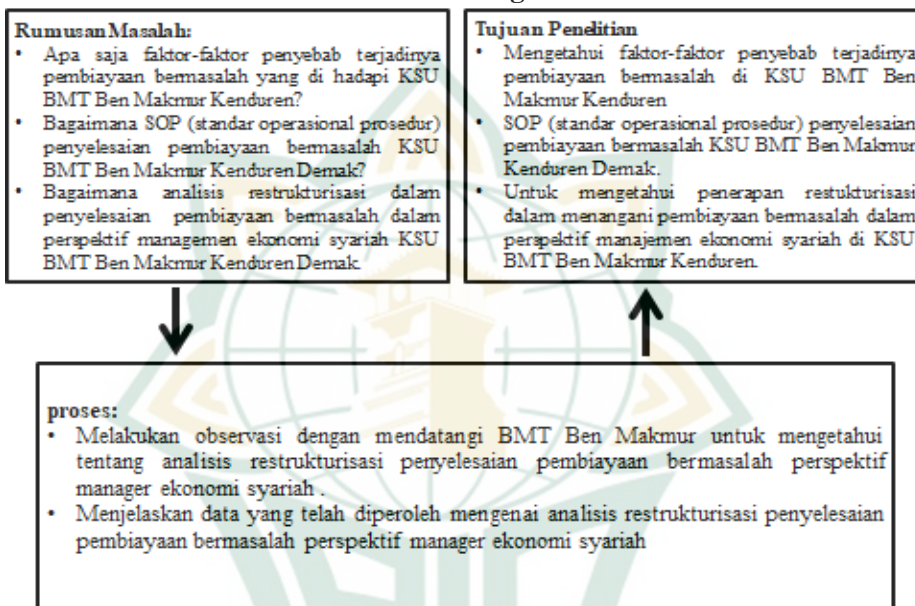 Rumusan Masalah:
• Apa saja faktor-faktor penyebab terjadinya
pembiayaan bermasalah yang di hadapi KSU
BMT Ben Makmur Kenduren?
• Bagaimana SOP (standar operasional prosedur)
penyelesaian pembiayaan bermasalah KSU
BMT Ben Makmur Kenduren Demak?
• Bagaimana analisis restrukturisasi dalam
penyelesaian pembiayaan bermasalah dalam
perspektif managemen ekonomi syariah KSU
BMT Ben Makmur Kenduren Demak.
Tujuan Penelitian
• Mengetahui faktor-faktor penyebab terjadinya
pembiayaan bermasalah di KSU BMT Ben
Makmur Kenduren
• SOP (standar operasional prosedur) penyelesaian
pembiayaan bermasalah KSU BMT Ben Makmur
Kenduren Demak.
• Untuk mengetahui penerapan restukturisasi
dalam menangani pembiayaan bermasalah dalam
perspektif manajemen ekonomi syariah di KSU
BMT Ben Makmur Kenduren.
proses:
• Melakukan observasi dengan mendatangi BMT Ben Makmur untuk mengetahui
tentang analisis restrukturisasi penyelesaian pembiayaan bermasalah perspektif
manager ekonomi syariah .
• Menjelaskan data yang telah diperoleh mengenai analisis restrukturisasi penyelesaian
pembiayaan bermasalah perspektif manager ekonomi syariah